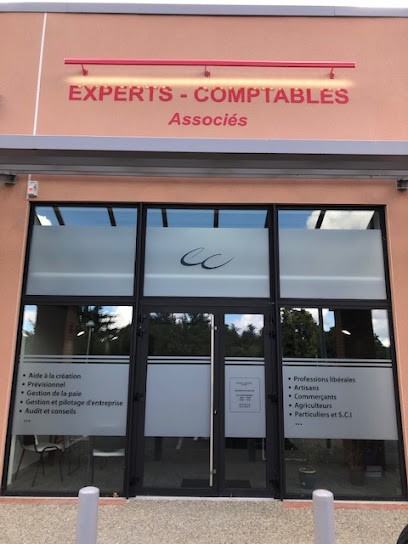 EXPERTS - COMPTABLES
Associés
ec
• Aide à la création
• Prévisionnel
• Gestion de la paie
• Gestion et pilotage d'entreprise
• Audit et conseils
...
• Professions libérales
• Artisans
• Commerçants
• Agriculteurs
• Particuliers et S.C.I
...